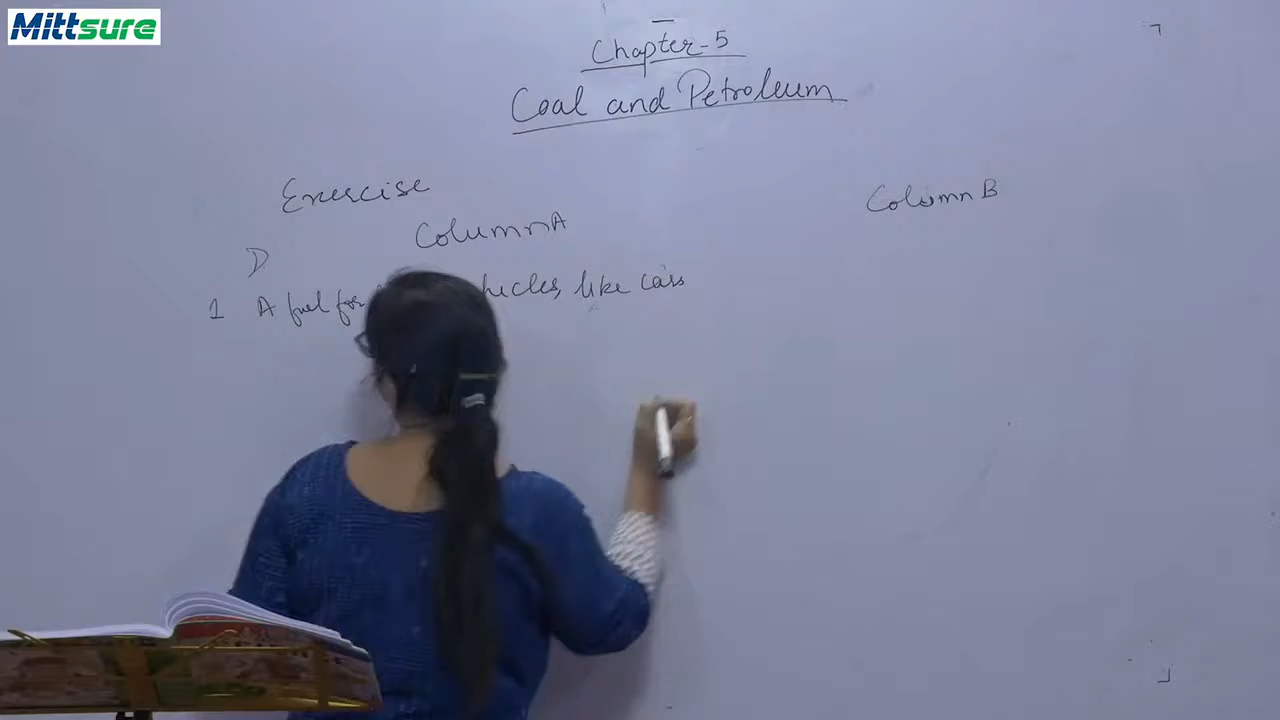 Mittsure
Chapter-5
Coal and Petroleum
Exercise
Column A
Column B
D
1 A fuel for hicles, like cars